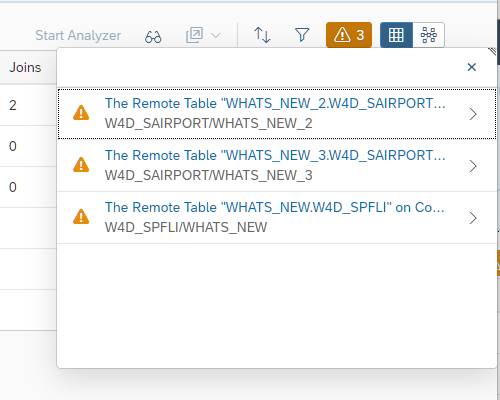 Start Analyzer
3
Joins
The Remote Table "WHATS_NEW_2.W4D_SAIRPORT...
2
W4D_SAIRPORT/WHATS_NEW_2
0
The Remote Table "WHATS_NEW_3.W4D_SAIRPORT...
W4D_SAIRPORT/WHATS_NEW_3
0
The Remote Table "WHATS_NEW.W4D_SPFLI" on Co...
W4D_SPFLI/WHATS_NEW